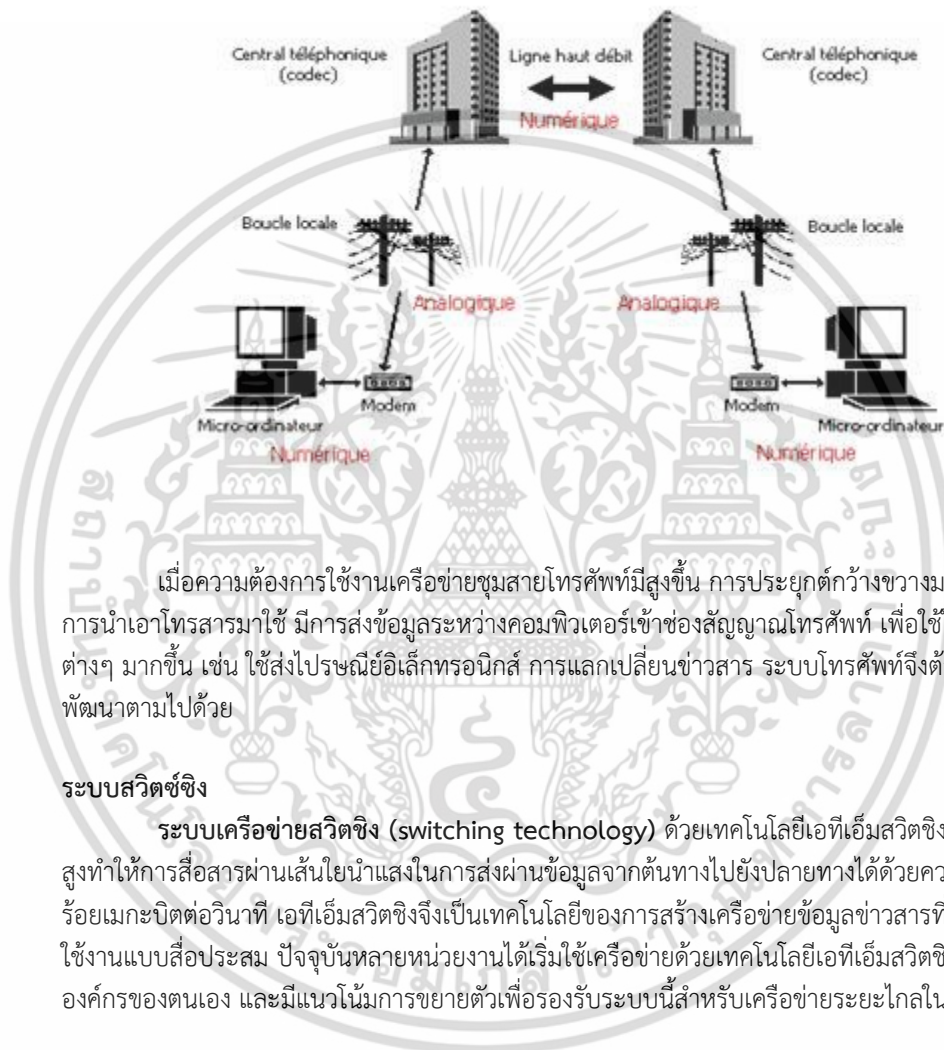 Central téléphonique (codec)
Ligne haut débit
Central téléphonique (codec)
Numérique
Boucle locale
Boucle locale
Analogique
Analogique
Modem
Modem
Micro-ordinateur
Micro-ordinateur
Numérique
Numérique
เมื่อความต้องการใช้งานเครือข่ายชุมสายโทรศัพท์มีสูงขึ้น การประยุกต์กว้างขวางม
การนำเอาโทรสารมาใช้ มีการส่งข้อมูลระหว่างคอมพิวเตอร์เข้าช่องสัญญาณโทรศัพท์ เพื่อใช้
ต่างๆ มากขึ้น เช่น ใช้ส่งไปรษณีย์อิเล็กทรอนิกส์ การแลกเปลี่ยนข่าวสาร ระบบโทรศัพท์จึงต้
พัฒนาตามไปด้วย
ระบบสวิตซ์ชิง
ระบบเครือข่ายสวิตชิง (switching technology) ด้วยเทคโนโลยีเอทีเอ็มสวิตชิง
สูงทำให้การสื่อสารผ่านเส้นใยนำแสงในการส่งผ่านข้อมูลจากต้นทางไปยังปลายทางได้ด้วยคว
ร้อยเมกะบิตต่อวินาที เอทีเอ็มสวิตชิงจึงเป็นเทคโนโลยีของการสร้างเครือข่ายข้อมูลข่าวสารที
ใช้งานแบบสื่อประสม ปัจจุบันหลายหน่วยงานได้เริ่มใช้เครือข่ายด้วยเทคโนโลยีเอทีเอ็มสวิตชิ
องค์กรของตนเอง และมีแนวโน้มการขยายตัวเพื่อรองรับระบบนี้สำหรับเครือข่ายระยะไกลใน